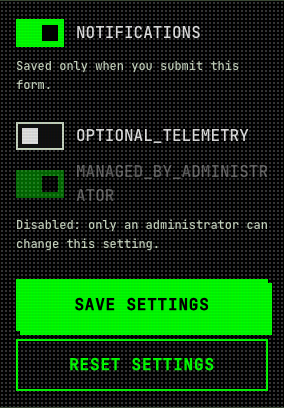 NOTIFICATIONS
Saved only when you submit this
form.
OPTIONAL_TELEMETRY
MANAGED_BY_ADMINISTR
ATOR
Disabled: only an administrator can
change this setting.
SAVE SETTINGS
RESET SETTINGS